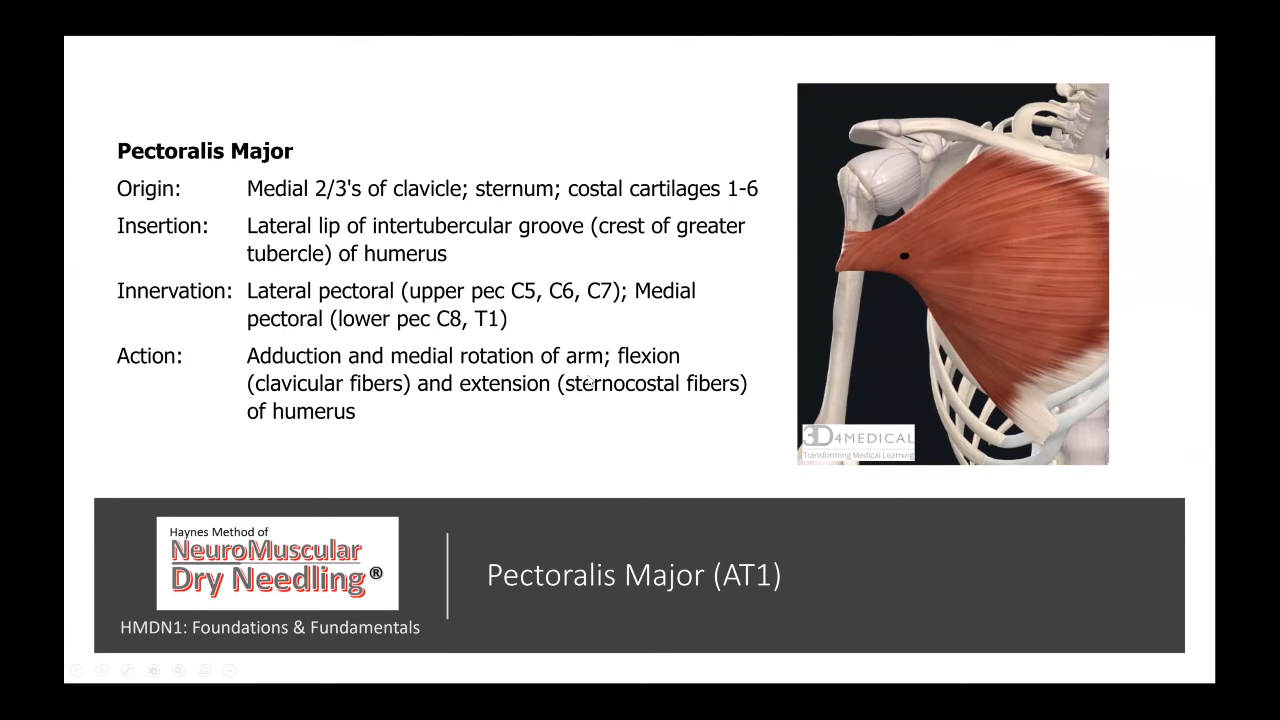 Pectoralis Major
Origin: Medial 2/3's of clavicle; sternum; costal cartilages 1-6
Insertion: Lateral lip of intertubercular groove (crest of greater
tubercle) of humerus
Innervation: Lateral pectoral (upper pec C5, C6, C7); Medial
pectoral (lower pec C8, T1)
Action: Adduction and medial rotation of arm; flexion
(clavicular fibers) and extension (sternocostal fibers)
of humerus
3D4MEDICAL
Transforming Medical Learning
Haynes Method of
NeuroMuscular
Dry Needling®
HMDN1: Foundations & Fundamentals
Pectoralis Major (AT1)